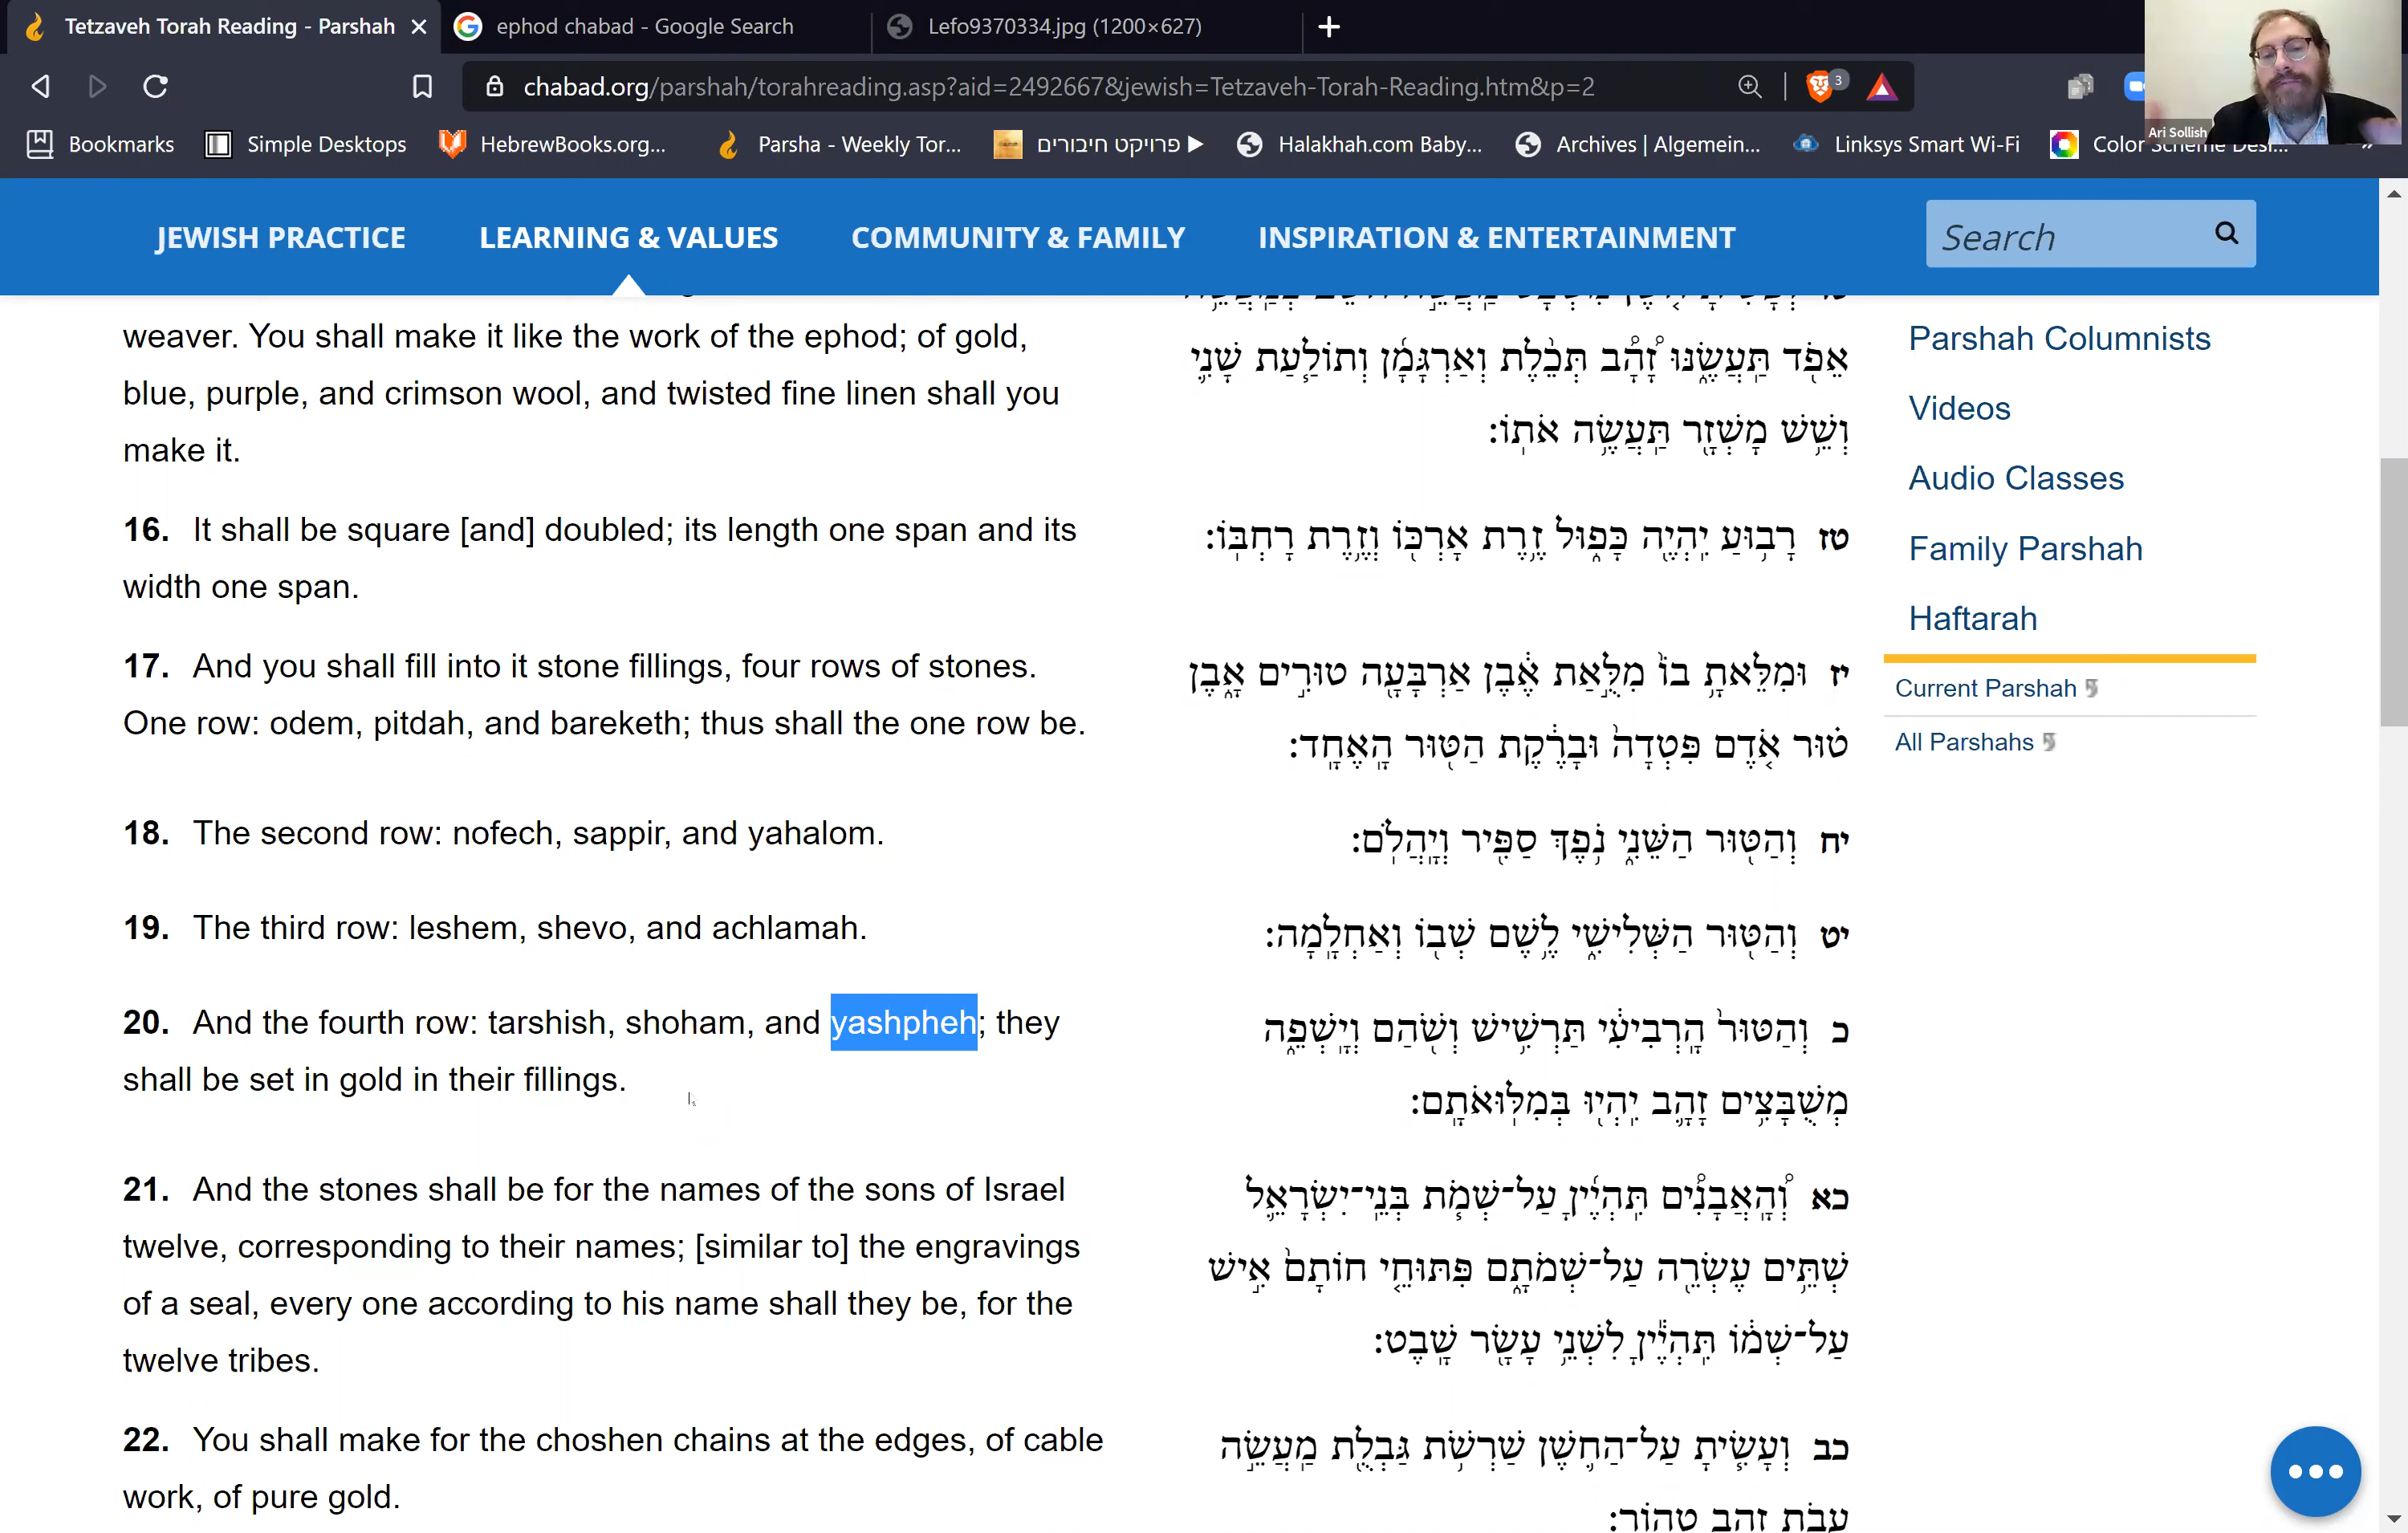 Tetzaveh Torah Reading - Parshah
ephod chabad - Google Search
Lefo9370334.jpg (1200×627)
chabad.org/parshah/torahreading.asp?aid=2492667&jewish=Tetzaveh-Torah-Reading.htm&p=2
3
Ari Sollish
Bookmarks
Simple Desktops
HebrewBooks.org...
Parsha - Weekly Tor...
פרויקט חיבורים
Halakhah.com Baby...
Archives | Algemein...
Linksys Smart Wi-Fi
Color Scheme Desi...
JEWISH PRACTICE
LEARNING & VALUES
COMMUNITY & FAMILY
INSPIRATION & ENTERTAINMENT
Search
weaver. You shall make it like the work of the ephod; of gold,
blue, purple, and crimson wool, and twisted fine linen shall you
make it.
אֵפֹ֖ד תַּֽעֲשֶׂ֑נּוּ זָ֠הָ֠ב תְּכֵ֨לֶת וְאַרְגָּמָ֜ן וְתוֹלַ֧עַת שָׁנִ֛י
וְשֵׁ֥שׁ מָשְׁזָ֖ר תַּֽעֲשֶׂ֥ה אֹתֽוֹ:
16. It shall be square [and] doubled; its length one span and its
width one span.
טז רָב֥וּעַ יִֽהְיֶ֖ה כָּפ֑וּל זֶ֥רֶת אָרְכּ֖וֹ וְזֶ֥רֶת רָחְבּֽוֹ:
17. And you shall fill into it stone fillings, four rows of stones.
One row: odem, pitdah, and bareketh; thus shall the one row be.
יז וּמִלֵּאתָ֥ בוֹ֙ מִלֻּ֣אַת אֶ֔בֶן אַרְבָּעָ֖ה טוּרִ֣ים אָ֑בֶן
ט֗וּר אֹ֤דֶם פִּטְדָה֙ וּבָרֶ֔קֶת הַטּ֖וּר הָֽאֶחָֽד:
18. The second row: nofech, sappir, and yahalom.
יח וְהַטּ֖וּר הַשֵּׁנִ֑י נֹ֥פֶךְ סַפִּ֖יר וְיָֽהֲלֹֽם:
19. The third row: leshem, shevo, and achlamah.
יט וְהַטּ֖וּר הַשְּׁלִישִׁ֑י לֶ֥שֶׁם שְׁב֖וֹ וְאַחְלָֽמָה:
20. And the fourth row: tarshish, shoham, and yashpheh; they
shall be set in gold in their fillings.
כ וְהַטּוּר֙ הָֽרְבִיעִ֔י תַּרְשִׁ֥ישׁ וְשֹׁ֖הַם וְיָֽשְׁפֵ֑ה
מְשֻׁבָּצִ֥ים זָהָ֛ב יִֽהְי֖וּ בְּמִלּֽוּאֹתָֽם:
21. And the stones shall be for the names of the sons of Israel
twelve, corresponding to their names; [similar to] the engravings
of a seal, every one according to his name shall they be, for the
twelve tribes.
כא וְ֠הָֽאֲבָנִ֠ים תִּֽהְיֶ֜יןָ עַל־שְׁמֹ֧ת בְּנֵֽי־יִשְׂרָאֵ֛ל
שְׁתֵּ֥ים עֶשְׂרֵ֖ה עַל־שְׁמֹתָ֑ם פִּתּוּחֵ֤י חוֹתָם֙ אִ֣ישׁ
עַל־שְׁמ֔וֹ תִּֽהְיֶ֕יןָ לִשְׁנֵ֥י עָשָׂ֖ר שָֽׁבֶט:
22. You shall make for the choshen chains at the edges, of cable
work, of pure gold.
כב וְעָשִׂ֧יתָ עַל־הַחֹ֛שֶׁן שַֽׁרְשֹׁ֥ת גַּבְלֻ֖ת מַֽעֲשֵׂ֣ה
עֲבֹ֑ת זָהָ֖ב טָהֽוֹר:
Parshah Columnists
Videos
Audio Classes
Family Parshah
Haftarah
Current Parshah
All Parshahs